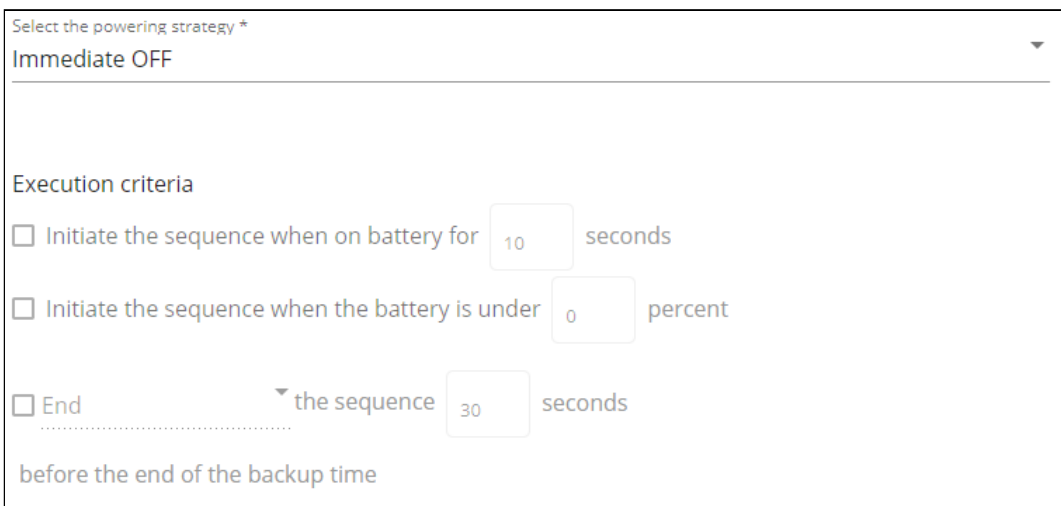 Select the powering strategy *
Immediate OFF
Execution criteria
Initiate the sequence when on battery for 10 seconds
Initiate the sequence when the battery is under 0 percent
End the sequence 30 seconds
before the end of the backup time